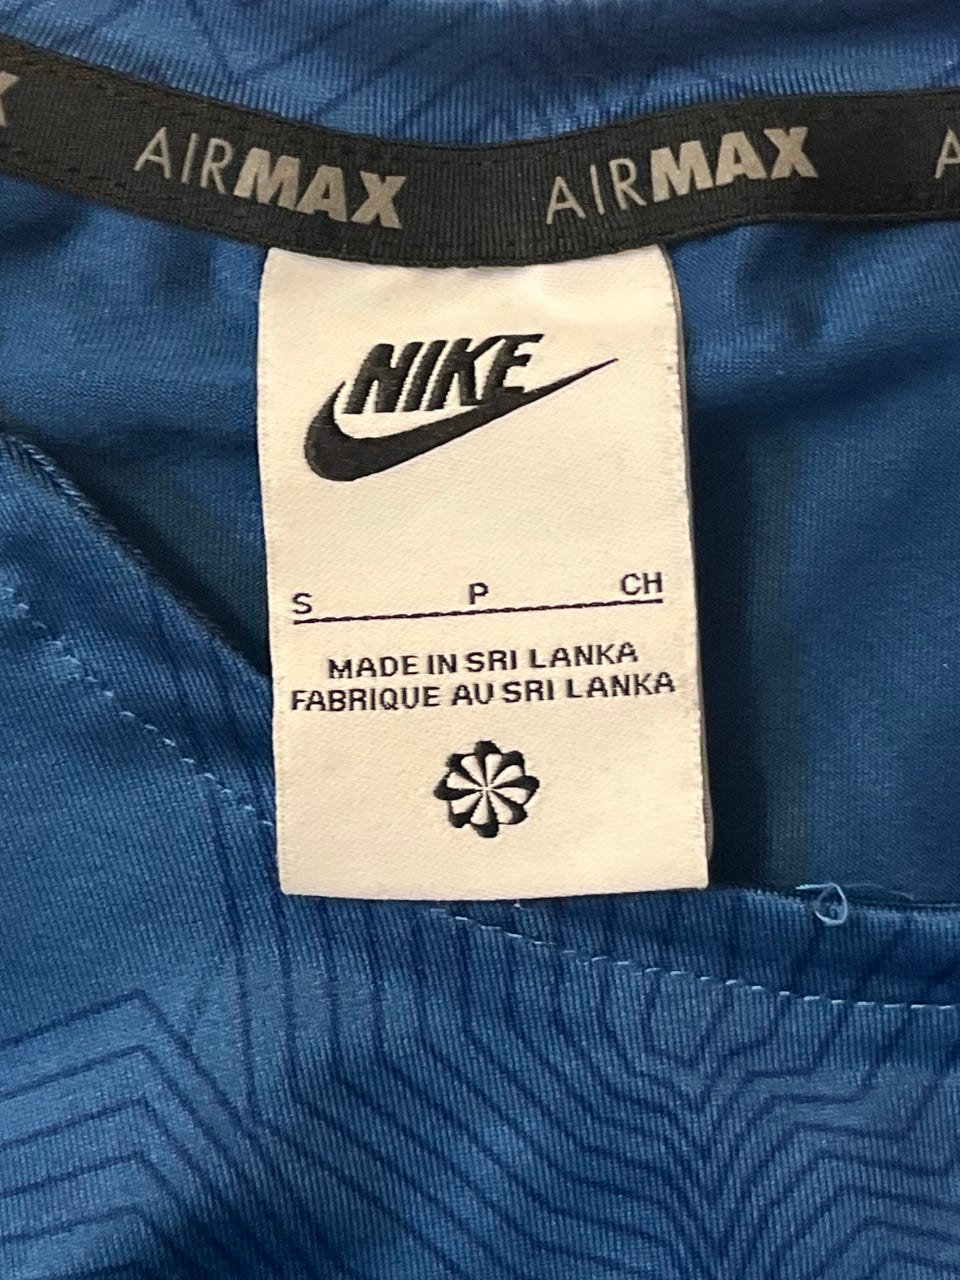 AIRMAX AIRMAX
NIKE
S P CH
MADE IN SRI LANKA
FABRIQUE AU SRI LANKA